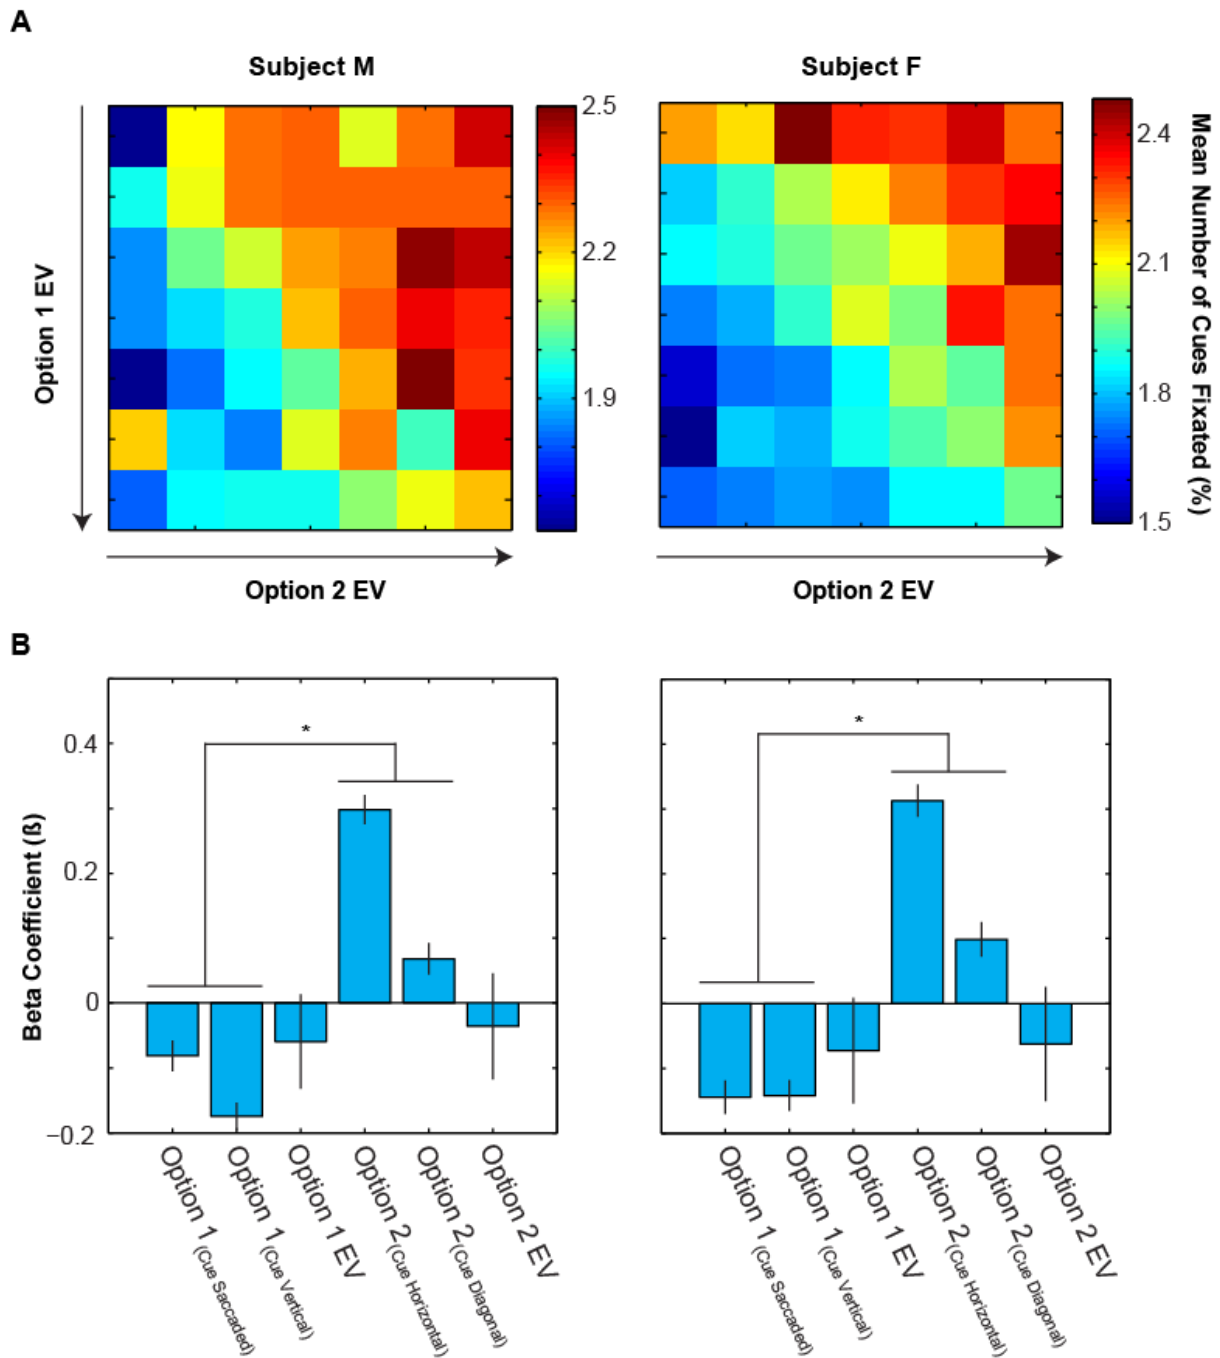 A
Subject M
Subject F
Option 1 EV
2.5
2.2
1.9
2.4
2.1
1.8
1.5
Mean Number of Cues Fixated (%)
Option 2 EV
Option 2 EV
B
Beta Coefficient (ß)
0.4
0.2
0
−0.2
*
*
Option 1 (Cue Saccaded)
Option 1 (Cue Vertical)
Option 1 EV
Option 2 (Cue Horizontal)
Option 2 (Cue Diagonal)
Option 2 EV
Option 1 (Cue Saccaded)
Option 1 (Cue Vertical)
Option 1 EV
Option 2 (Cue Horizontal)
Option 2 (Cue Diagonal)
Option 2 EV